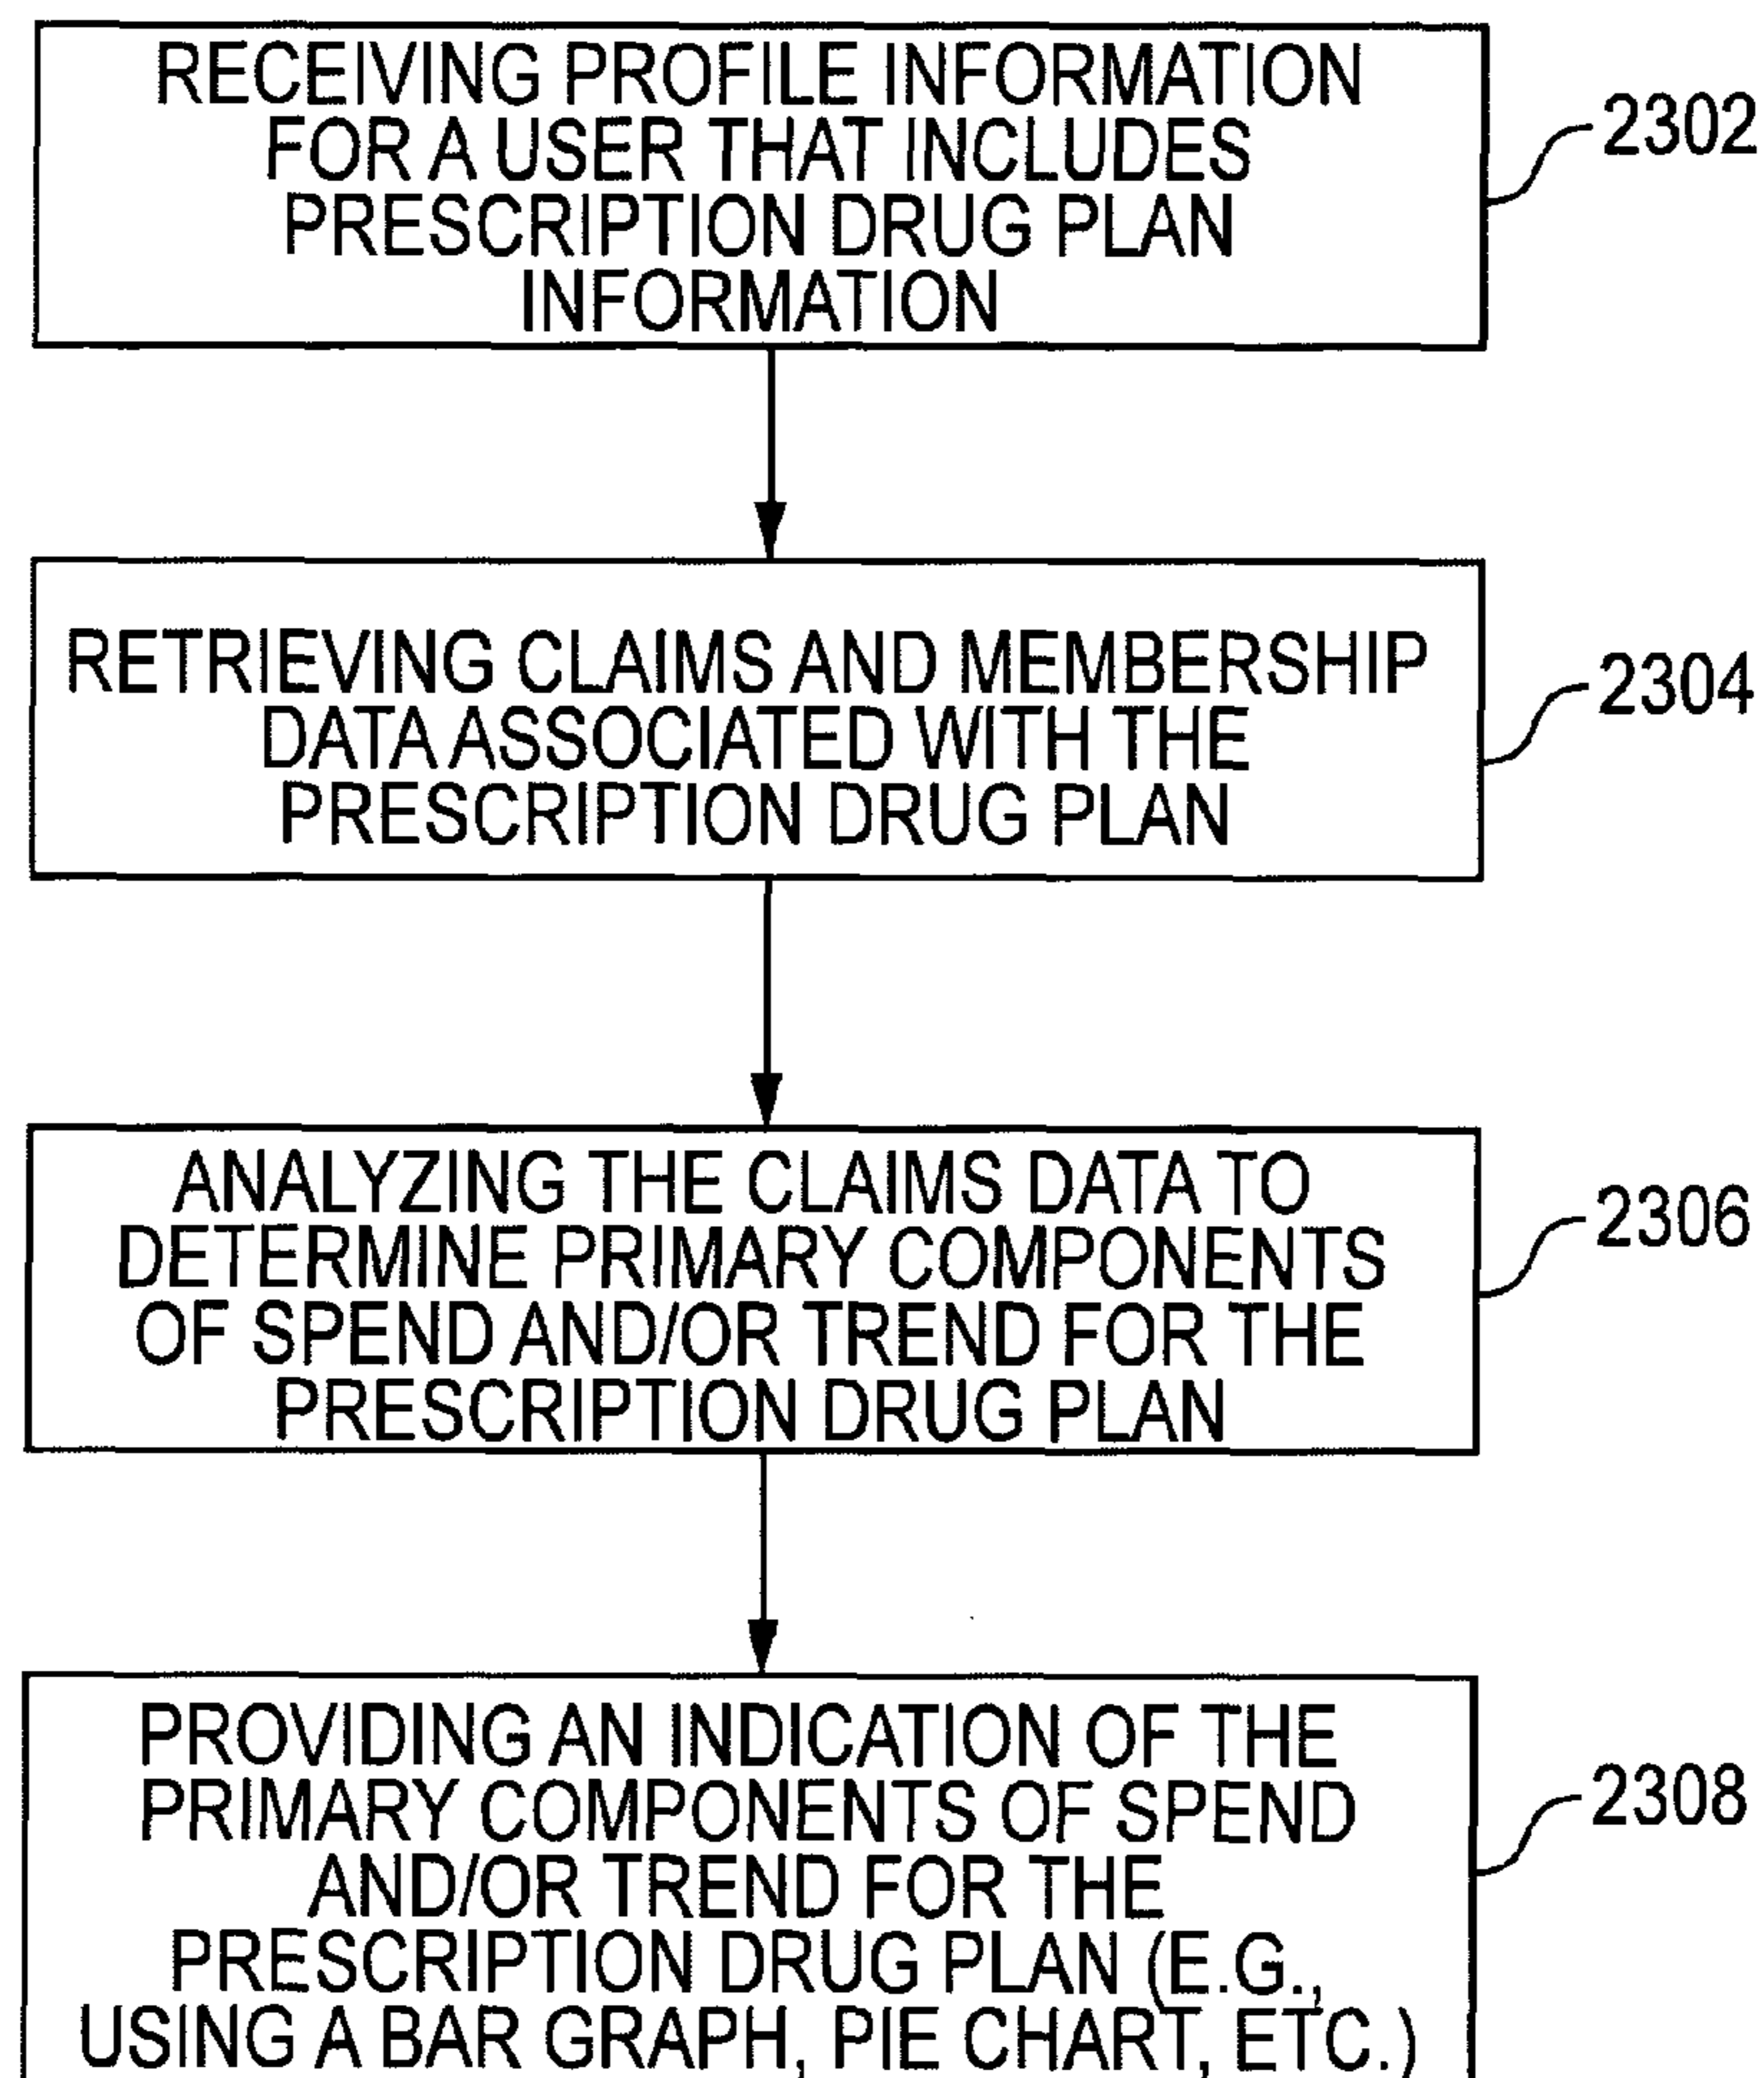 RECEIVING PROFILE INFORMATION
FOR A USER THAT INCLUDES
PRESCRIPTION DRUG PLAN
INFORMATION
2302
RETRIEVING CLAIMS AND MEMBERSHIP
DATA ASSOCIATED WITH THE
PRESCRIPTION DRUG PLAN
2304
ANALYZING THE CLAIMS DATA TO
DETERMINE PRIMARY COMPONENTS
OF SPEND AND/OR TREND FOR THE
PRESCRIPTION DRUG PLAN
2306
PROVIDING AN INDICATION OF THE
PRIMARY COMPONENTS OF SPEND
AND/OR TREND FOR THE
PRESCRIPTION DRUG PLAN (E.G.,
USING A BAR GRAPH, PIE CHART, ETC.)
2308